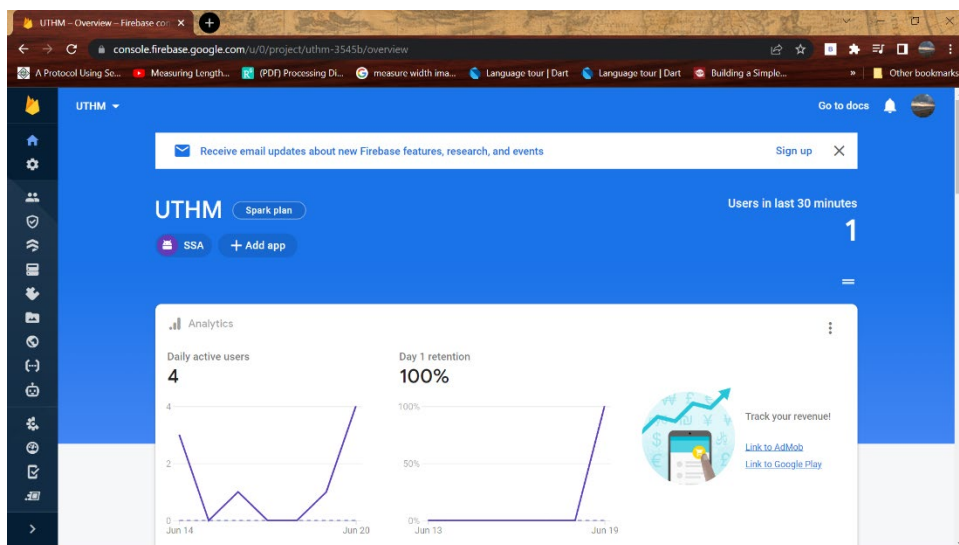 UTHM – Overview – Firebase con
console.firebase.google.com/u/0/project/uthm-3545b/overview
A Protocol Using Se... Measuring Length... (PDF) Processing Di... measure width ima... Language tour | Dart Language tour | Dart Building a Simple... » Other bookmarks
UTHM Go to docs
Receive email updates about new Firebase features, research, and events Sign up
UTHM Spark plan Users in last 30 minutes
1
SSA + Add app
Analytics
Daily active users Day 1 retention
4 100%
4 100%
Track your revenue!
Link to AdMob
2 50% Link to Google Play
0 0%
Jun 14 Jun 20 Jun 13 Jun 19